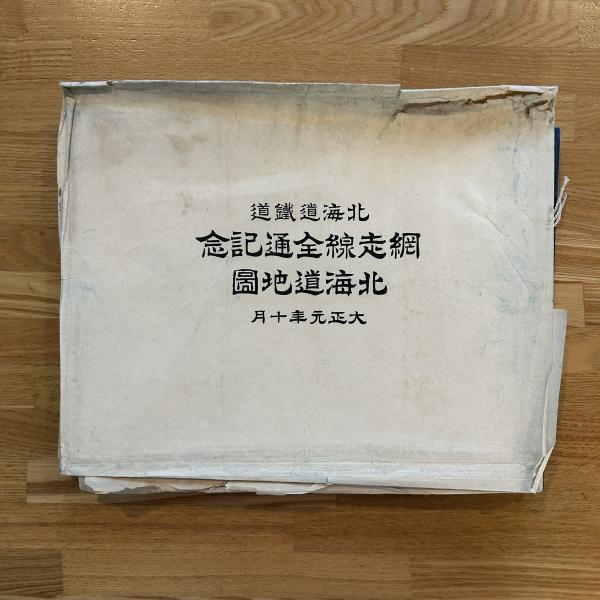 北海道鐵道
網走線全通記念
北海道地圖
大正元年十月